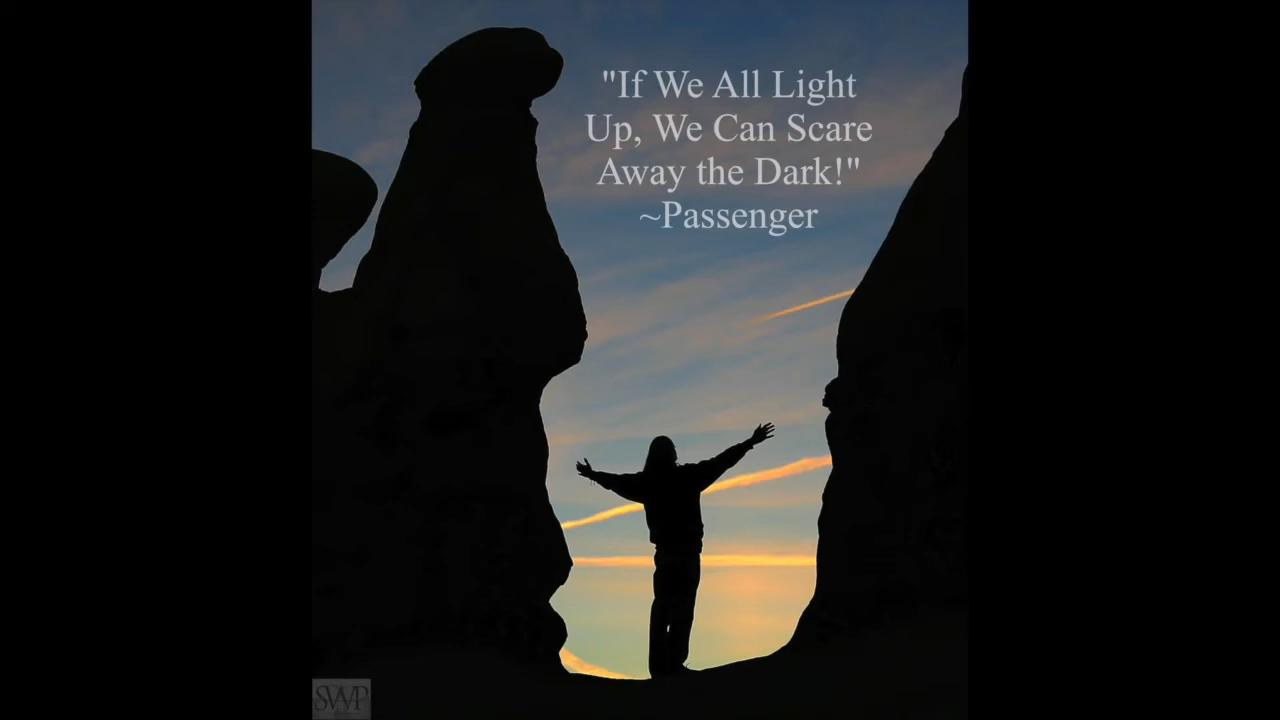 "If We All Light
Up, We Can Scare
Away the Dark!"
~Passenger
SWP